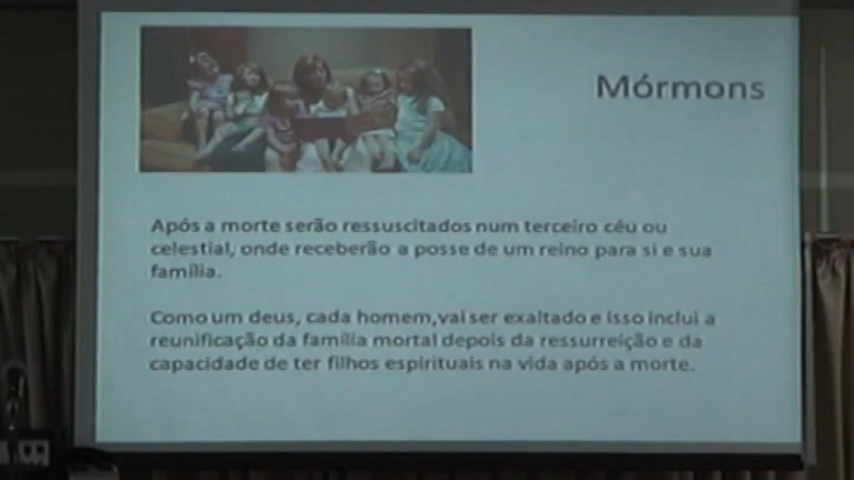 Mórmons
Após a morte serão ressuscitados num terceiro céu ou
celestial, onde receberão a posse de um reino para si e sua
família.
Como um deus, cada homem,vai ser exaltado e isso inclui a
reunificação da família mortal depois da ressurreição e da
capacidade de ter filhos espirituais na vida após a morte.